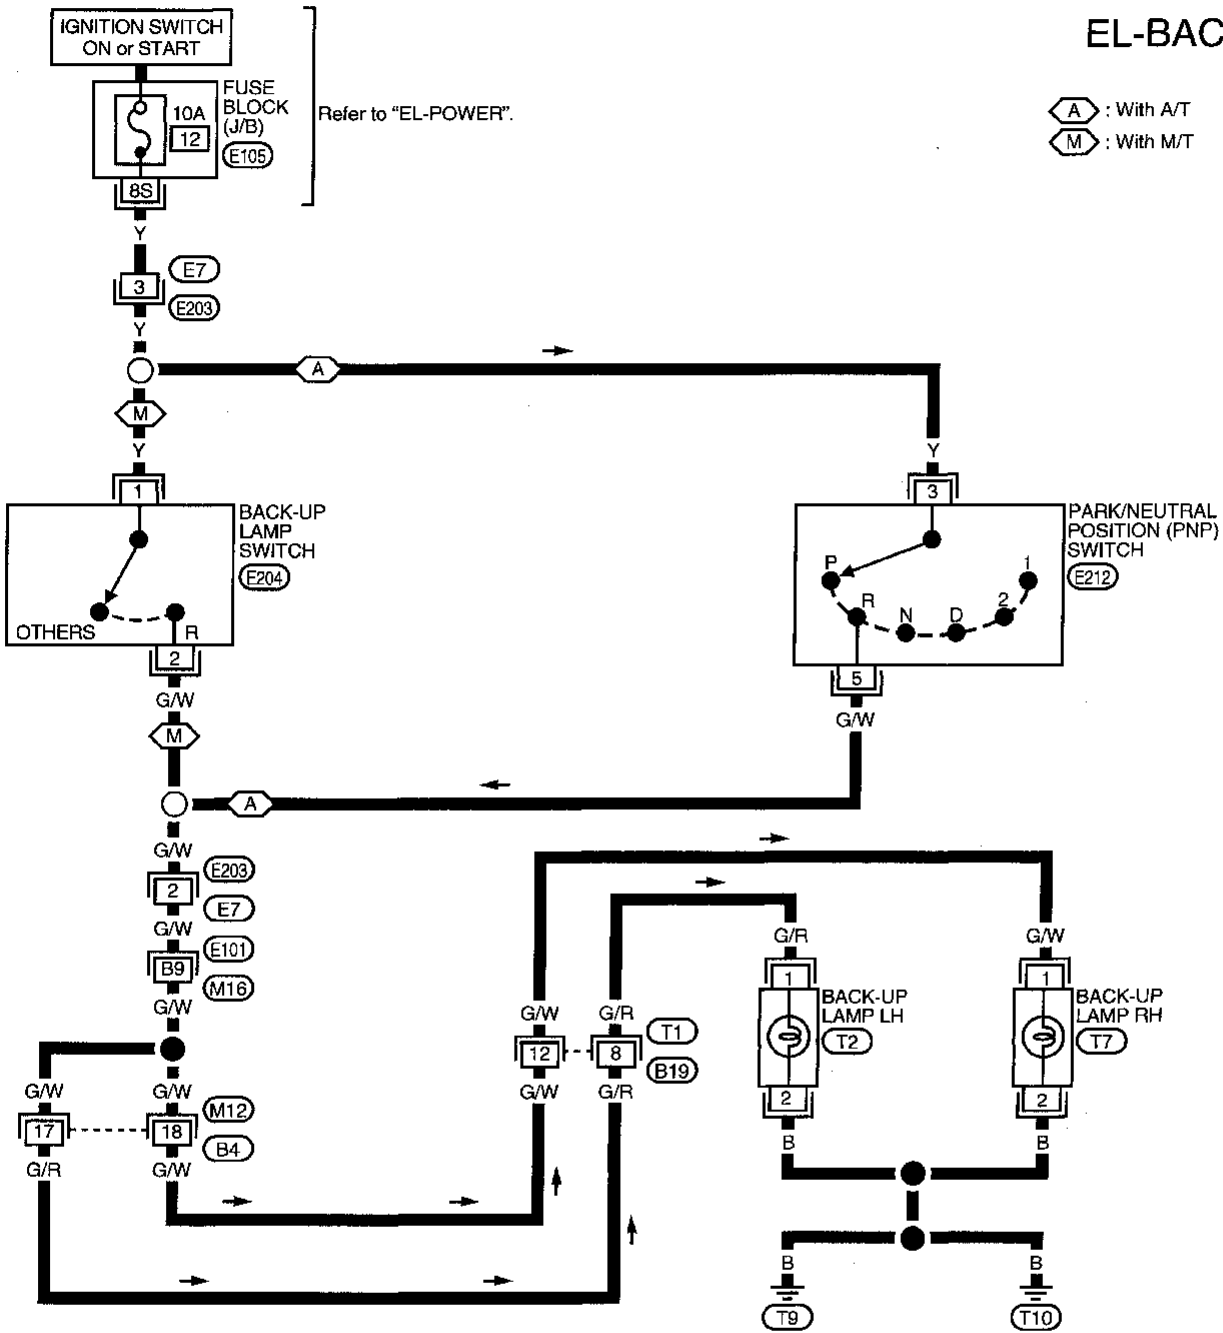 EL-BAC
IGNITION SWITCH
ON or START
FUSE
BLOCK
(J/B)
10A
12
E105
8S
Refer to "EL-POWER".
A : With A/T
M : With M/T
Y
E7
3
E203
Y
A
M
Y
Y
1
3
BACK-UP
LAMP
SWITCH
E204
OTHERS
R
2
PARK/NEUTRAL
POSITION (PNP)
SWITCH
E212
P
R
N
D
2
1
5
G/W
G/W
M
A
G/W
E203
2
E7
G/W
E101
B9
M16
G/W
G/W
G/W
M12
17
18
B4
G/R
G/W
G/W
G/R
T1
12
8
B19
G/W
G/R
G/R
G/W
1
1
BACK-UP
LAMP LH
T2
BACK-UP
LAMP RH
T7
2
2
B
B
B
B
T9
T10